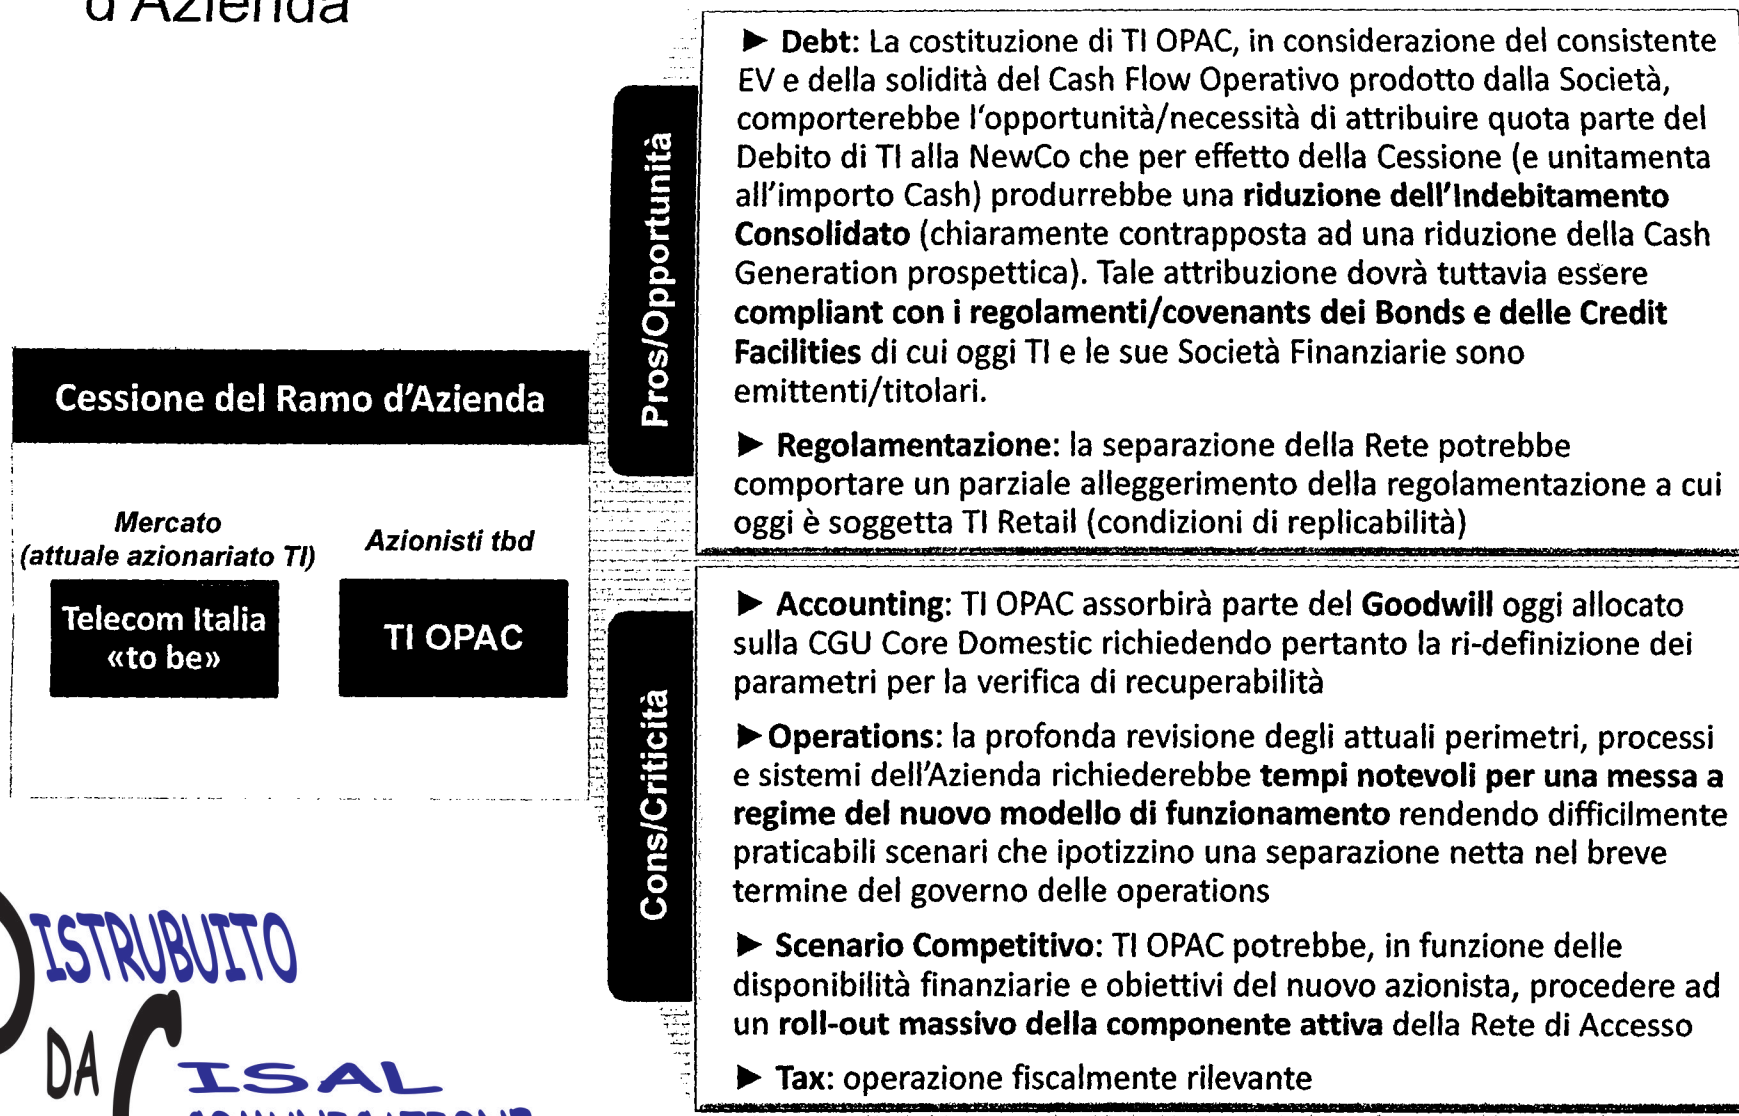 d'Azienda
Cessione del Ramo d'Azienda
Mercato
(attuale azionariato TI)
Azionisti tbd
Telecom Italia
«to be»
TI OPAC
Pros/Opportunità
► Debt: La costituzione di TI OPAC, in considerazione del consistente
EV e della solidità del Cash Flow Operativo prodotto dalla Società,
comporterebbe l'opportunità/necessità di attribuire quota parte del
Debito di TI alla NewCo che per effetto della Cessione (e unitamenta
all'importo Cash) produrrebbe una riduzione dell'Indebitamento
Consolidato (chiaramente contrapposta ad una riduzione della Cash
Generation prospettica). Tale attribuzione dovrà tuttavia essere
compliant con i regolamenti/covenants dei Bonds e delle Credit
Facilities di cui oggi TI e le sue Società Finanziarie sono
emittenti/titolari.
► Regolamentazione: la separazione della Rete potrebbe
comportare un parziale alleggerimento della regolamentazione a cui
oggi è soggetta TI Retail (condizioni di replicabilità)
Cons/Criticità
► Accounting: TI OPAC assorbirà parte del Goodwill oggi allocato
sulla CGU Core Domestic richiedendo pertanto la ri-definizione dei
parametri per la verifica di recuperabilità
► Operations: la profonda revisione degli attuali perimetri, processi
e sistemi dell'Azienda richiederebbe tempi notevoli per una messa a
regime del nuovo modello di funzionamento rendendo difficilmente
praticabili scenari che ipotizzino una separazione netta nel breve
termine del governo delle operations
► Scenario Competitivo: TI OPAC potrebbe, in funzione delle
disponibilità finanziarie e obiettivi del nuovo azionista, procedere ad
un roll-out massivo della componente attiva della Rete di Accesso
► Tax: operazione fiscalmente rilevante
DISTRUBUITO
DA CISAL